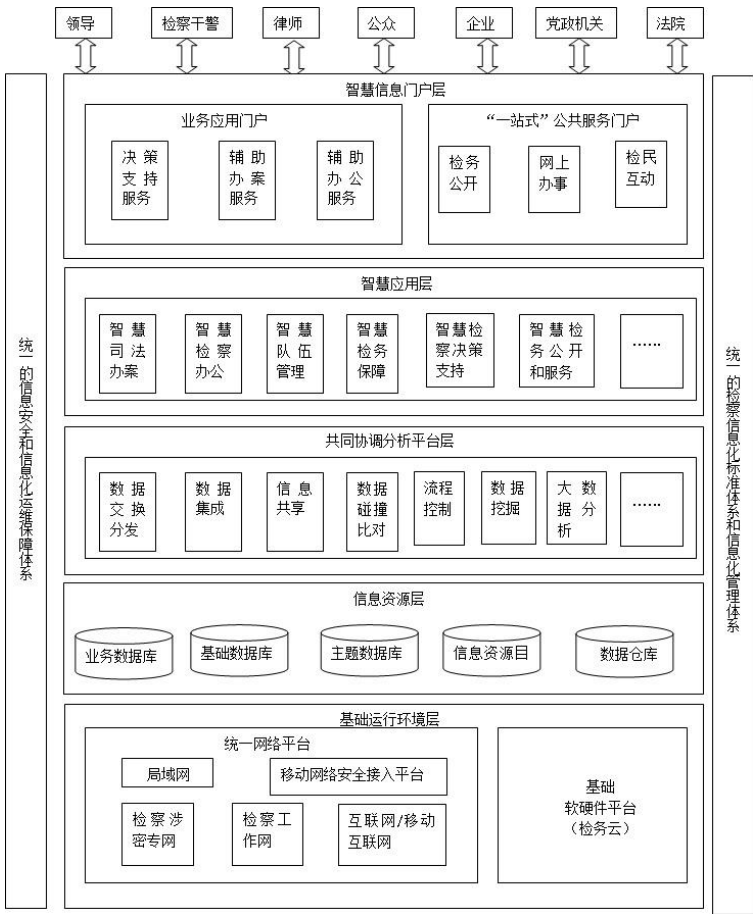 领导
检察干警
律师
公众
企业
党政机关
法院
统一的信息安全和信息化运维保障体系
智慧信息门户层
业务应用门户
决策
支持
服务
辅助
办案
服务
辅助
办公
服务
“一站式”公共服务门户
检务
公开
网上
办事
检民
互动
智慧应用层
智慧
司法
办案
智慧
检察
办公
智慧
队伍
管理
智慧
检务
保障
智慧检
察决策
支持
智慧检
务公开
和服务
……
共同协调分析平台层
数据
交换
分发
数据
集成
信息
共享
数据
碰撞
比对
流程
控制
数据
挖掘
大数
据分
析
……
信息资源层
业务数据库
基础数据库
主题数据库
信息资源目
数据仓库
基础运行环境层
统一网络平台
局域网
移动网络安全接入平台
检察涉
密专网
检察工
作网
互联网/移动
互联网
基础
软硬件平台
（检务云）
统一的检察信息化标准体系和信息化管理体系